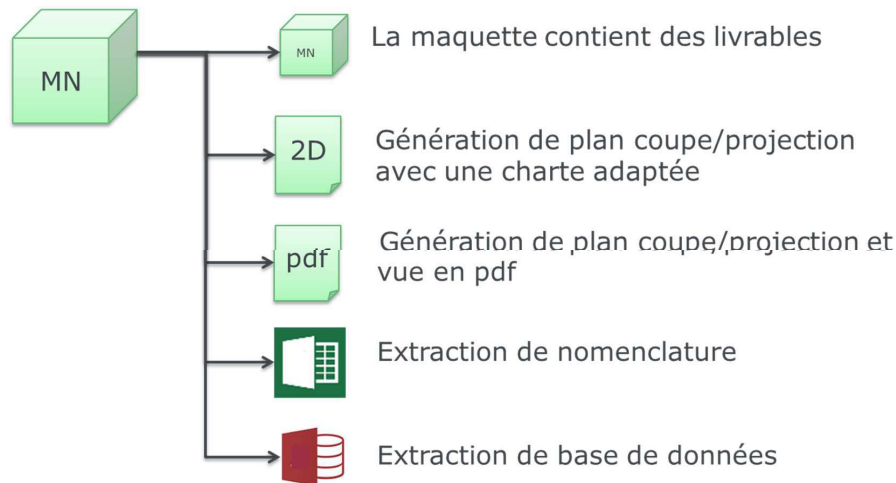 MN
MN
La maquette contient des livrables
2D
Génération de plan coupe/projection
avec une charte adaptée
pdf
Génération de plan coupe/projection et
vue en pdf
Extraction de nomenclature
Extraction de base de données